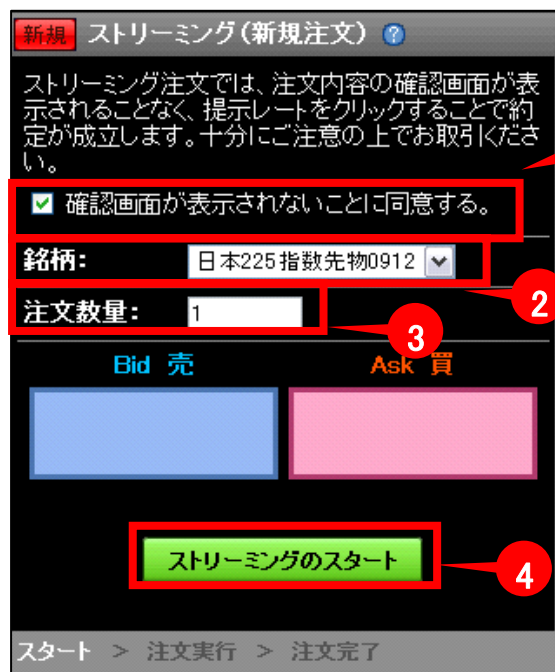 新規 ストリーミング(新規注文) ?
ストリーミング注文では、注文内容の確認画面が表
示されることなく、提示レートをクリックすることで約
定が成立します。十分にご注意の上でお取引くださ
い。
確認画面が表示されないことに同意する。
銘柄: 日本225指数先物0912
2
注文数量: 1
3
Bid 売 Ask 買
ストリーミングのスタート
4
スタート > 注文実行 > 注文完了